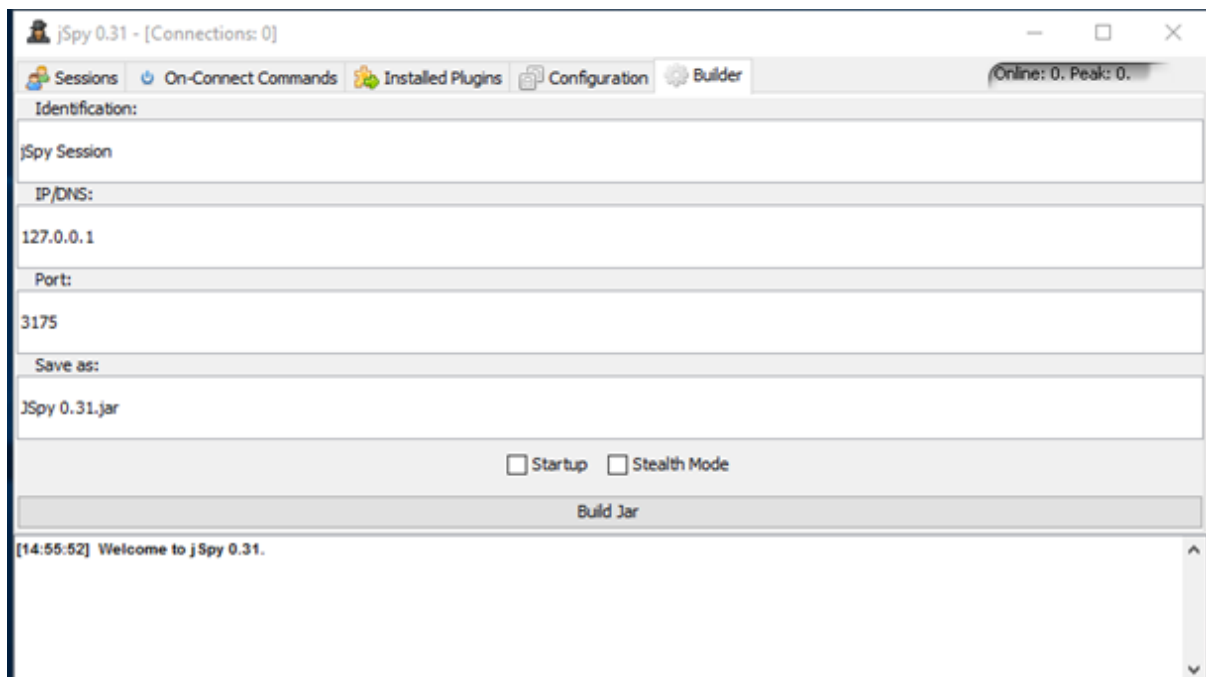 jSpy 0.31 - [Connections: 0]
Sessions On-Connect Commands Installed Plugins Configuration Builder Online: 0. Peak: 0.
Identification:
jSpy Session
IP/DNS:
127.0.0.1
Port:
3175
Save as:
JSpy 0.31.jar
Startup Stealth Mode
Build Jar
[14:55:52] Welcome to jSpy 0.31.